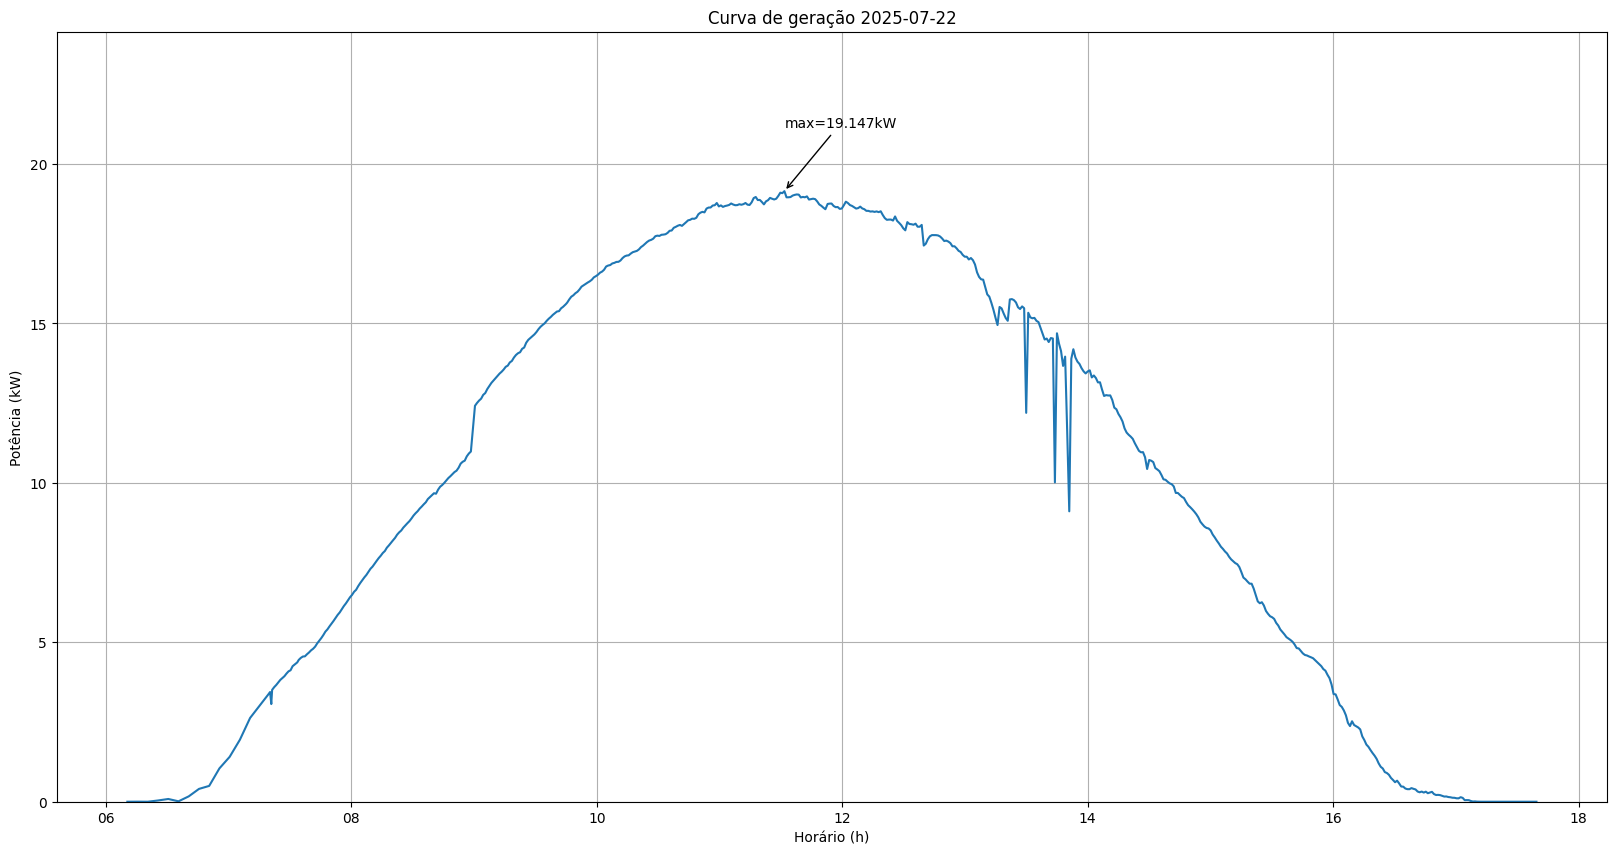 Curva de geração 2025-07-22
max=19.147kW
Potência (kW)
20
15
10
5
0
06 08 10 12 14 16 18
Horário (h)